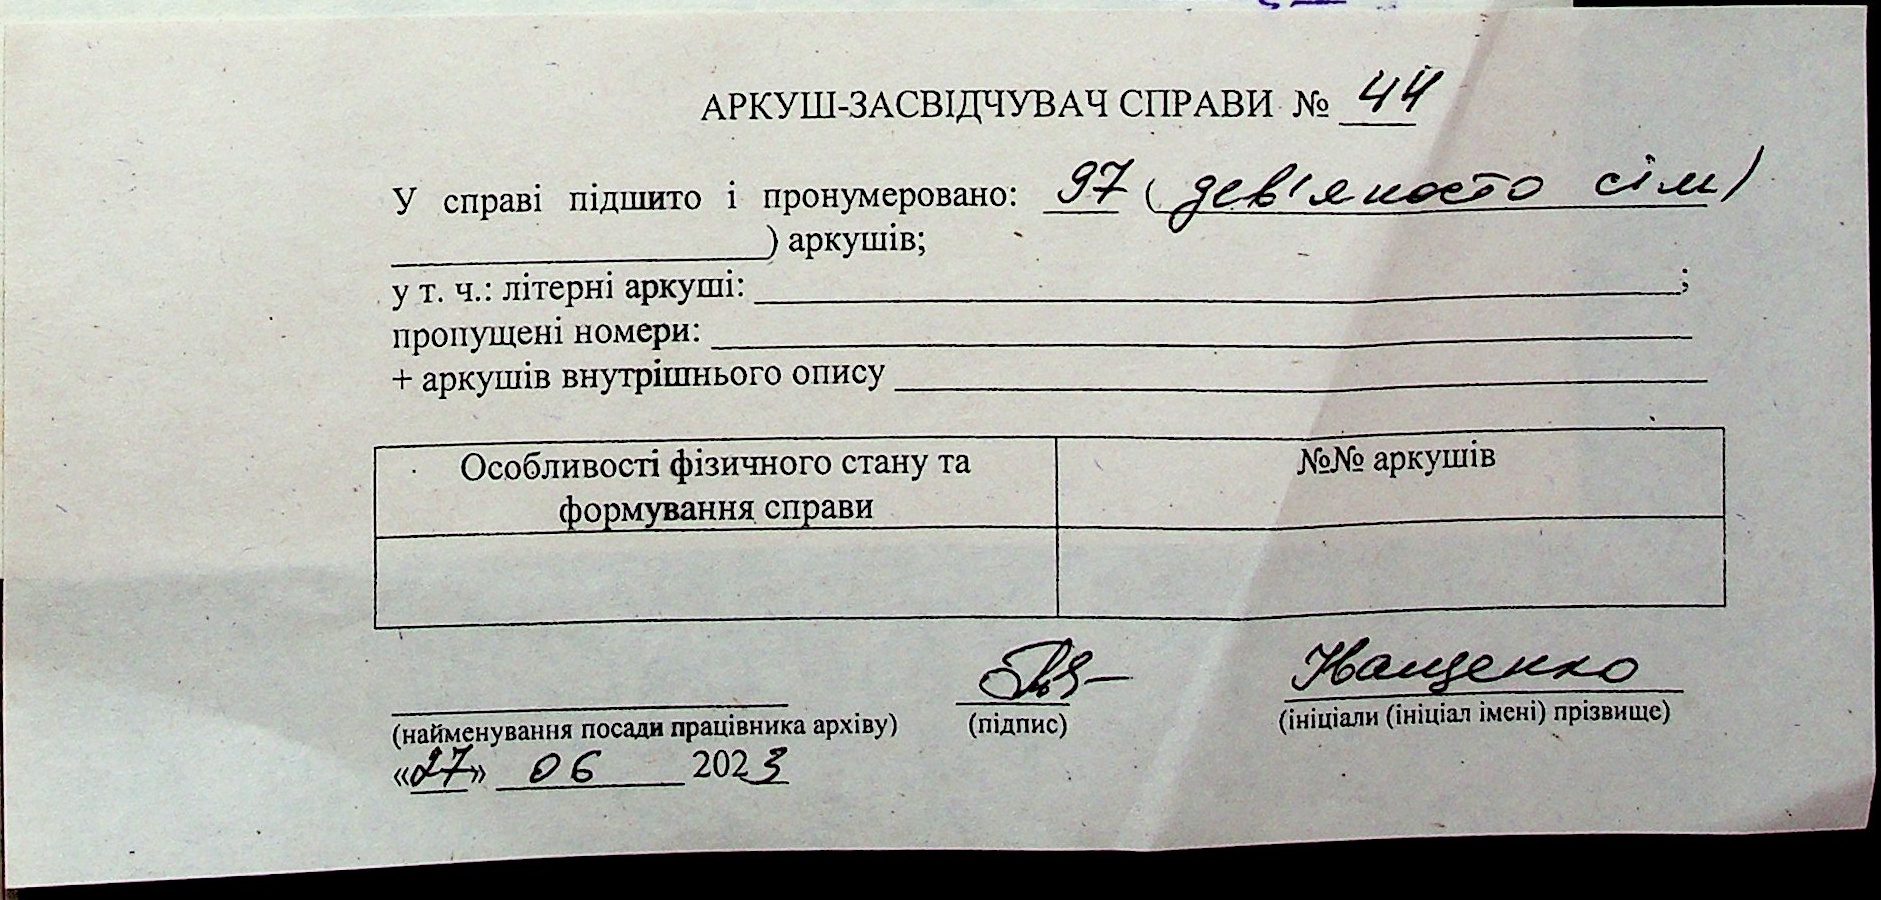 АРКУШ-ЗАСВІДЧУВАЧ СПРАВИ № 44
У справі підшито і пронумеровано: 97 (дев'яносто сім)
) аркушів;
у т. ч.: літерні аркуші: ;
пропущені номери:
+ аркушів внутрішнього опису
Особливості фізичного стану та
формування справи
№№ аркушів
(найменування посади працівника архіву) (підпис) (ініціали (ініціал імені) прізвище)
«27» 06 2023